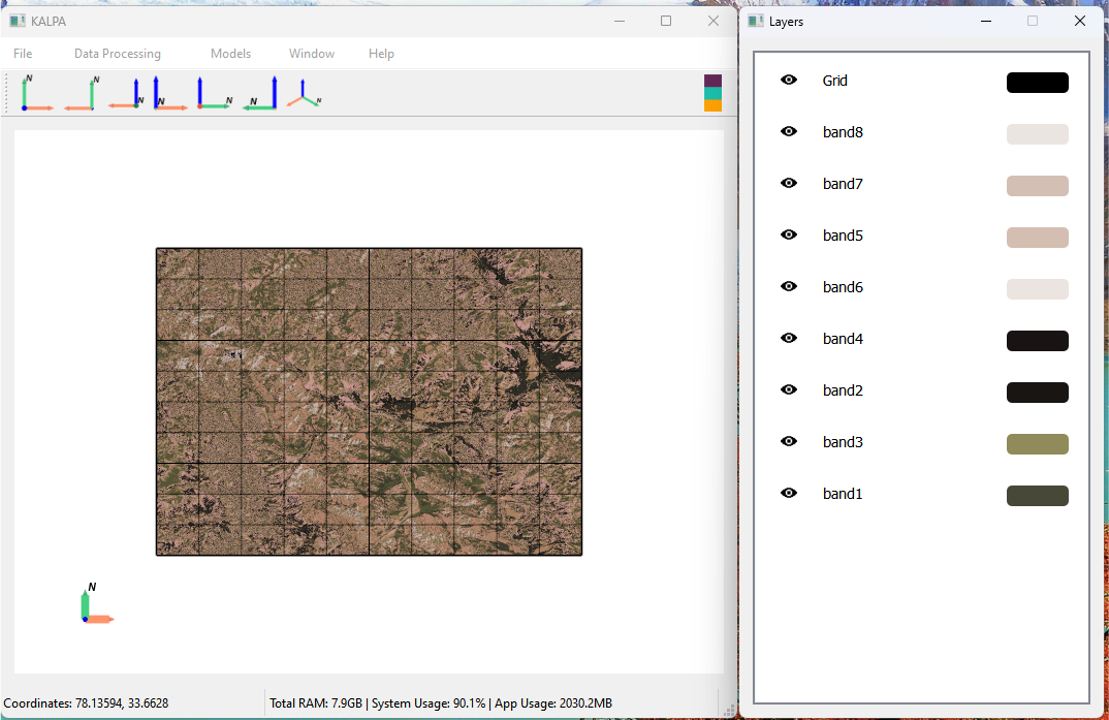 KALPA
File Data Processing Models Window Help
N N N N N N N
N
Coordinates: 78.13594, 33.6628 Total RAM: 7.9GB | System Usage: 90.1% | App Usage: 2030.2MB
Layers
Grid
band8
band7
band5
band6
band4
band2
band3
band1